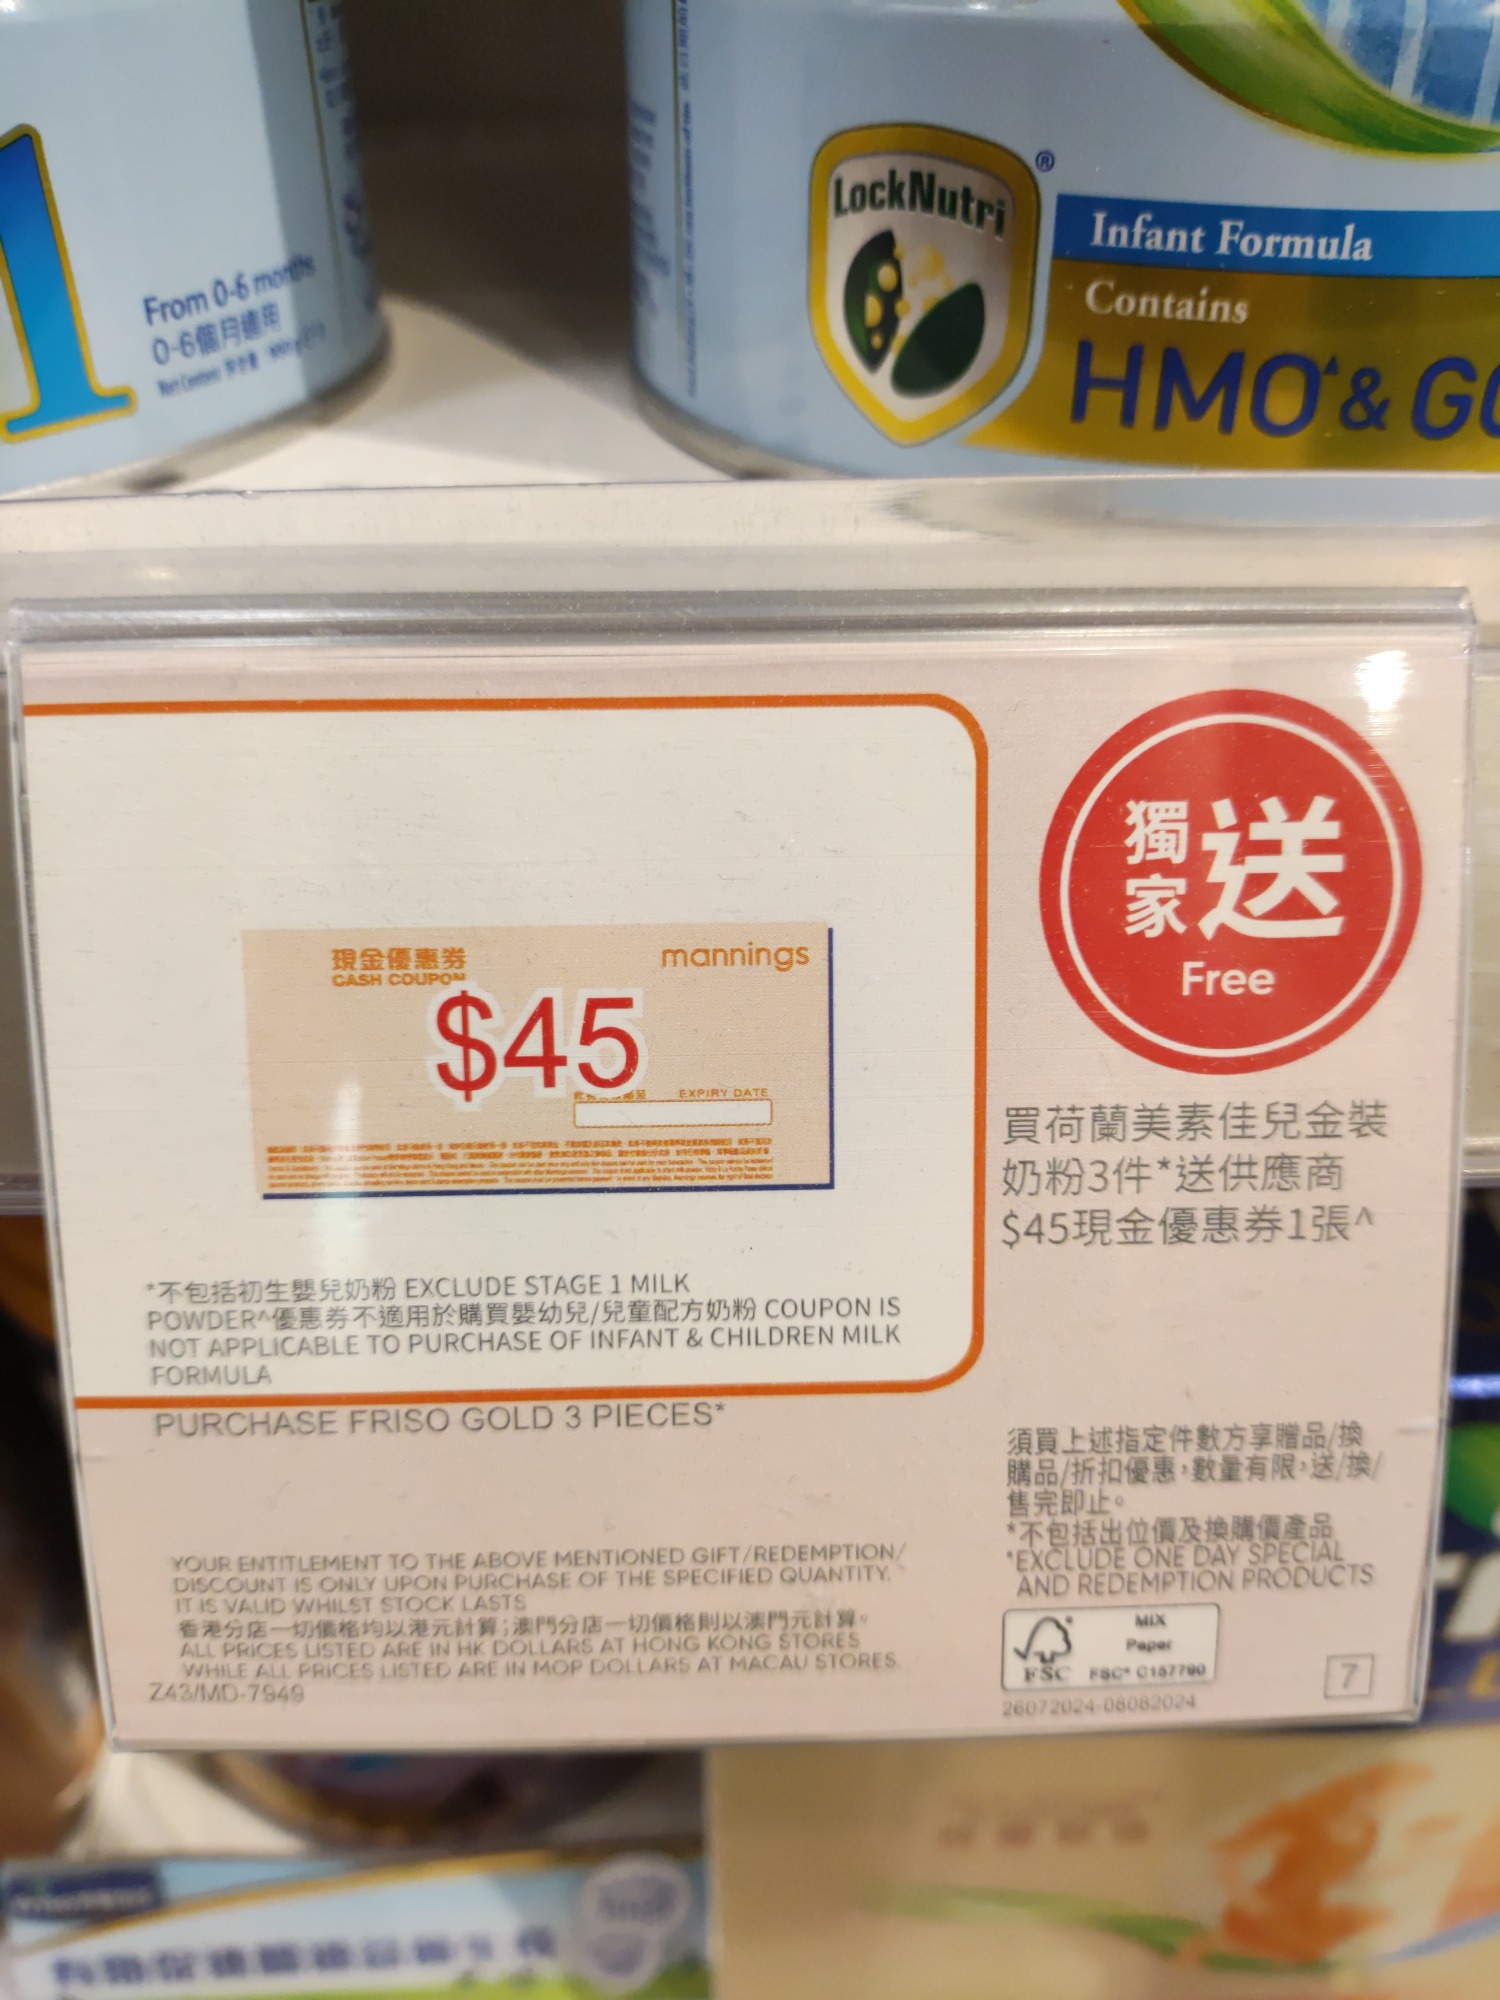 1
From 0-6 months
0-6個月適用
LockNutri
®
Infant Formula
Contains
HMO & GO
獨家 送
Free
現金優惠券
CASH COUPON
mannings
$45
EXPIRY DATE
買荷蘭美素佳兒金裝
奶粉3件*送供應商
$45現金優惠券1張^
*不包括初生嬰兒奶粉 EXCLUDE STAGE 1 MILK
POWDER^優惠券不適用於購買嬰幼兒/兒童配方奶粉 COUPON IS
NOT APPLICABLE TO PURCHASE OF INFANT & CHILDREN MILK
FORMULA
PURCHASE FRISO GOLD 3 PIECES*
須買上述指定件數方享贈品/換
購品/折扣優惠，數量有限，送/換/
售完即止。
*不包括出位價及換購價產品
*EXCLUDE ONE DAY SPECIAL
AND REDEMPTION PRODUCTS
YOUR ENTITLEMENT TO THE ABOVE MENTIONED GIFT/REDEMPTION/
DISCOUNT IS ONLY UPON PURCHASE OF THE SPECIFIED QUANTITY.
IT IS VALID WHILST STOCK LASTS
香港分店一切價格均以港元計算；澳門分店一切價格則以澳門元計算。
ALL PRICES LISTED ARE IN HK DOLLARS AT HONG KONG STORES
WHILE ALL PRICES LISTED ARE IN MOP DOLLARS AT MACAU STORES.
Z43/MD-7949
FSC
MIX
Paper
FSC® C157790
26072024-08082024
7